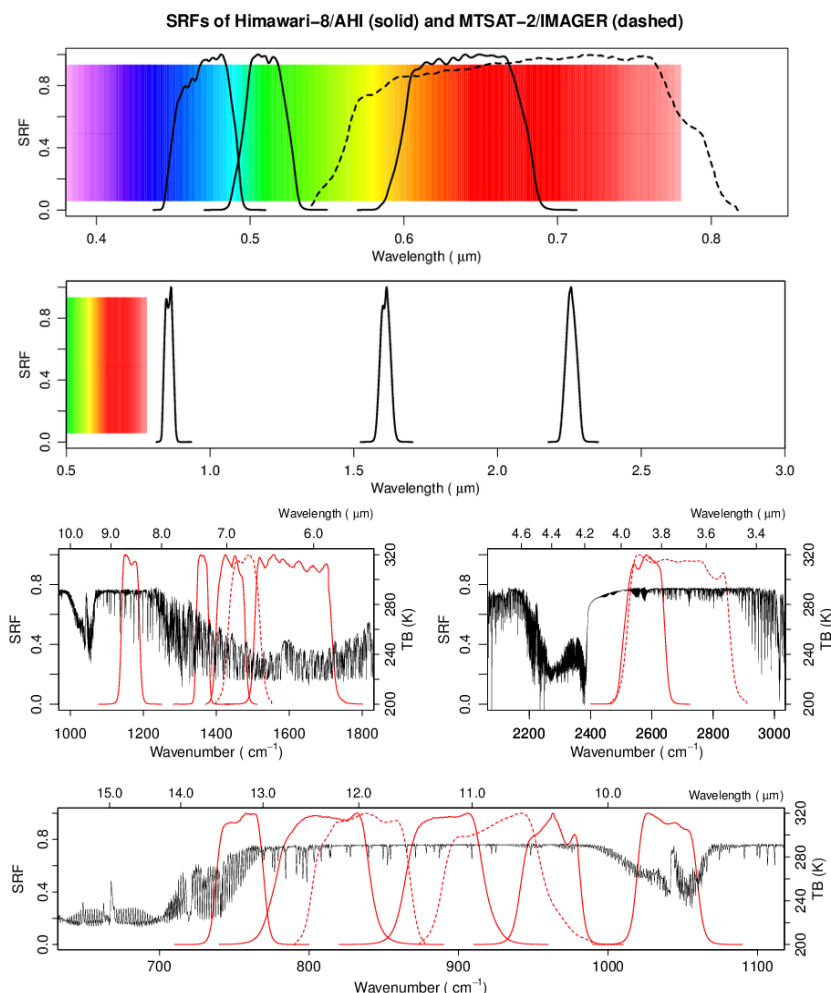 SRFs of Himawari−8/AHI (solid) and MTSAT−2/IMAGER (dashed)
SRF
0.0 0.4 0.8
0.4 0.5 0.6 0.7 0.8
Wavelength ( μm)
SRF
0.0 0.4 0.8
0.5 1.0 1.5 2.0 2.5 3.0
Wavelength ( μm)
Wavelength ( μm)
10.0 9.0 8.0 7.0 6.0
SRF
0.0 0.4 0.8
TB (K)
200 240 280 320
1000 1200 1400 1600 1800
Wavenumber ( cm−1)
Wavelength ( μm)
4.6 4.4 4.2 4.0 3.8 3.6 3.4
SRF
0.0 0.4 0.8
TB (K)
200 240 280 320
2200 2400 2600 2800 3000
Wavenumber ( cm−1)
15.0 14.0 13.0 12.0 11.0 10.0
Wavelength ( μm)
SRF
0.0 0.4 0.8
TB (K)
200 240 280 320
700 800 900 1000 1100
Wavenumber ( cm−1)